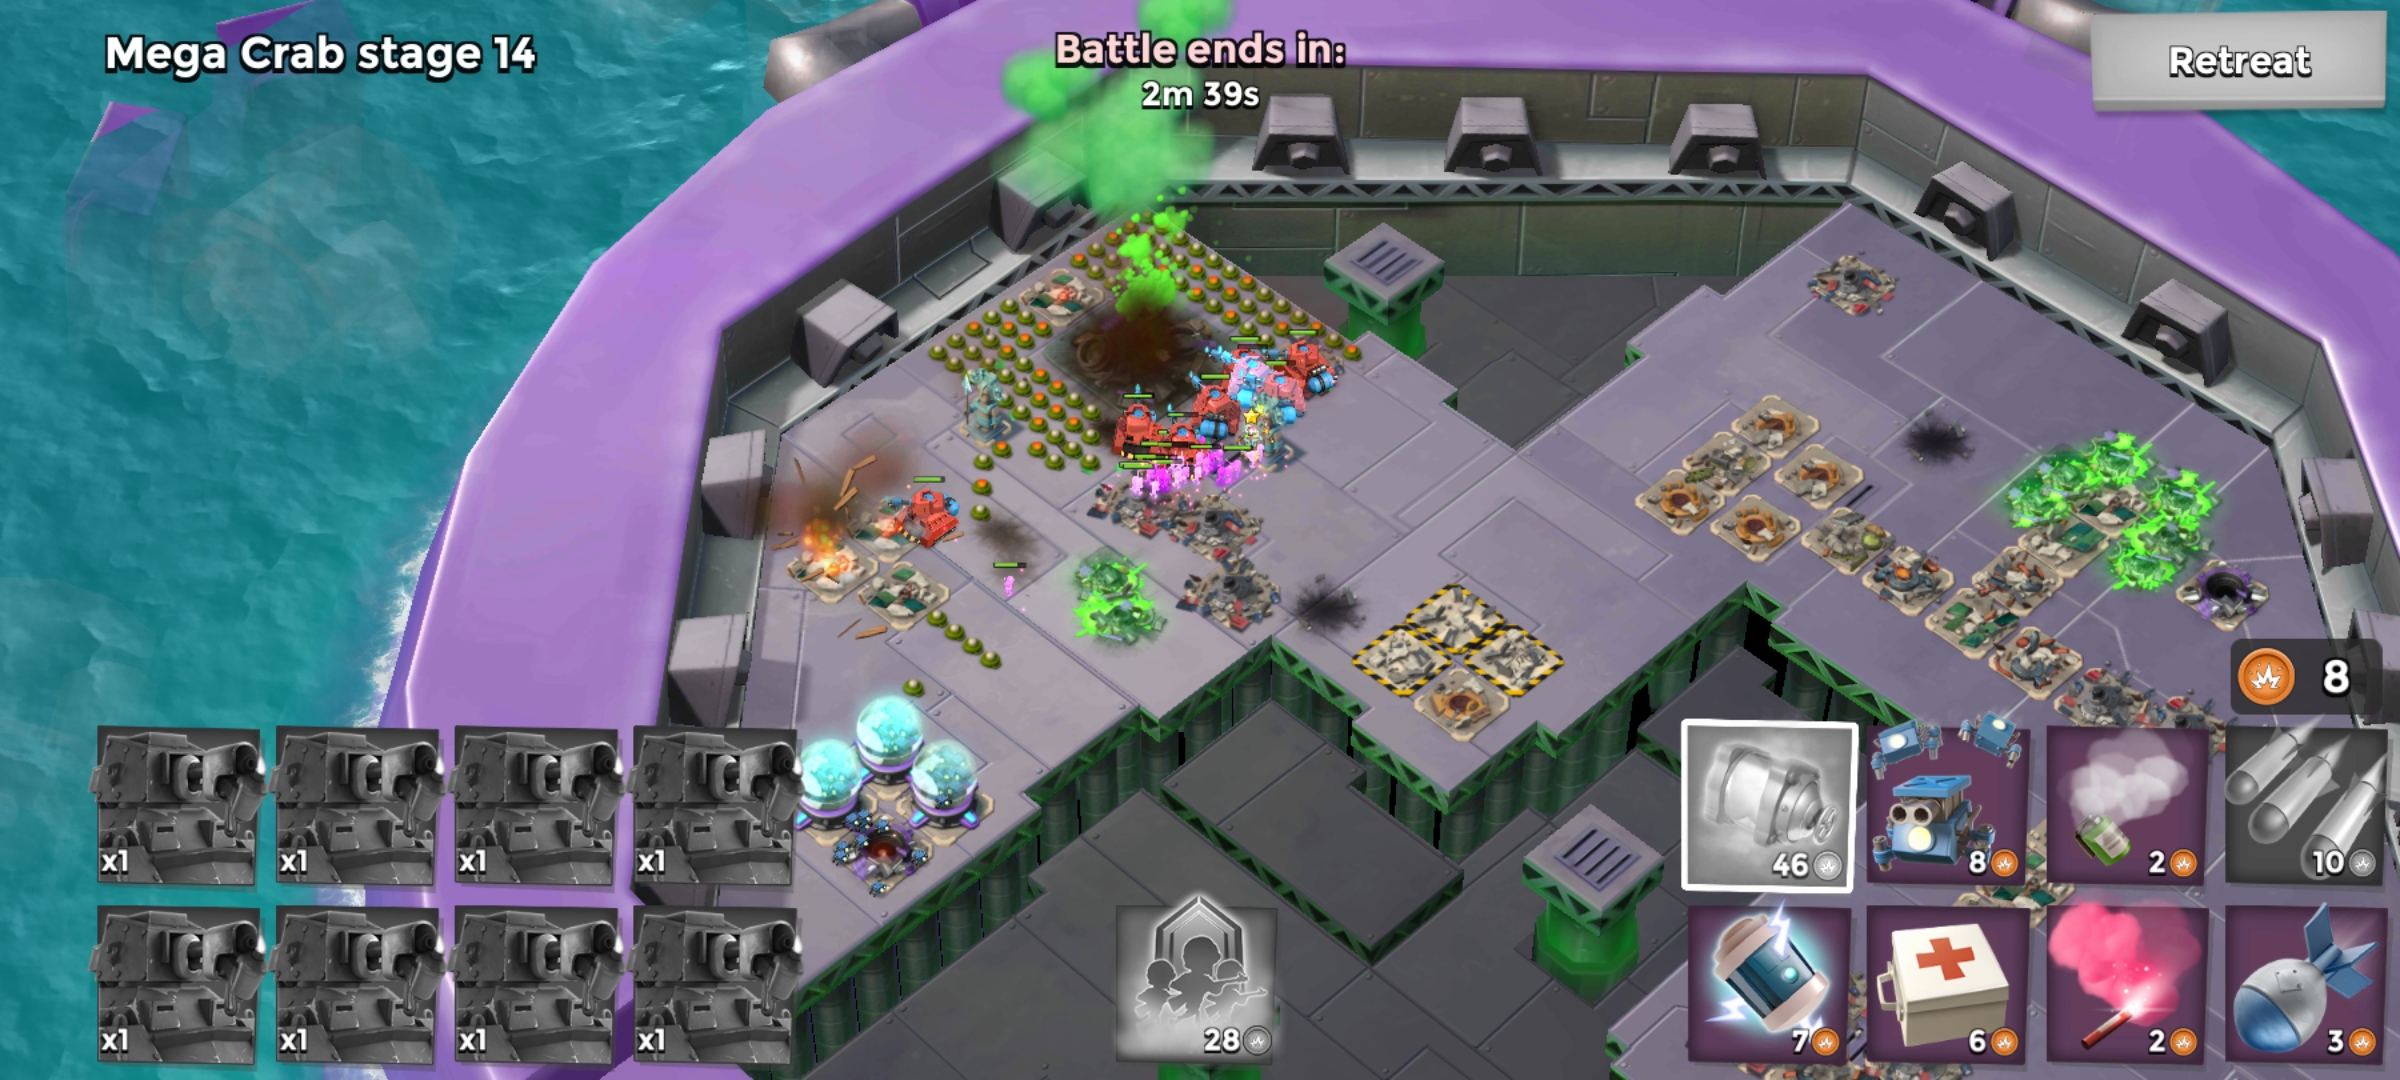 Mega Crab stage 14
Battle ends in:
2m 39s
Retreat
8
x1
x1
x1
x1
46
8
2
10
x1
x1
x1
x1
28
7
6
2
3